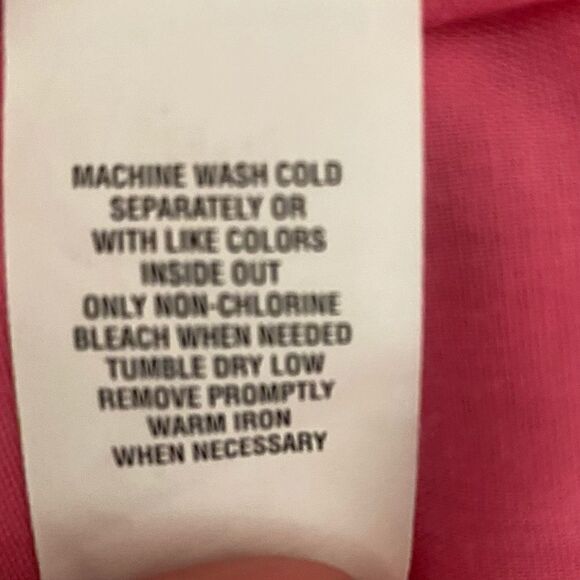 MACHINE WASH COLD
SEPARATELY OR
WITH LIKE COLORS
INSIDE OUT
ONLY NON-CHLORINE
BLEACH WHEN NEEDED
TUMBLE DRY LOW
REMOVE PROMPTLY
WARM IRON
WHEN NECESSARY